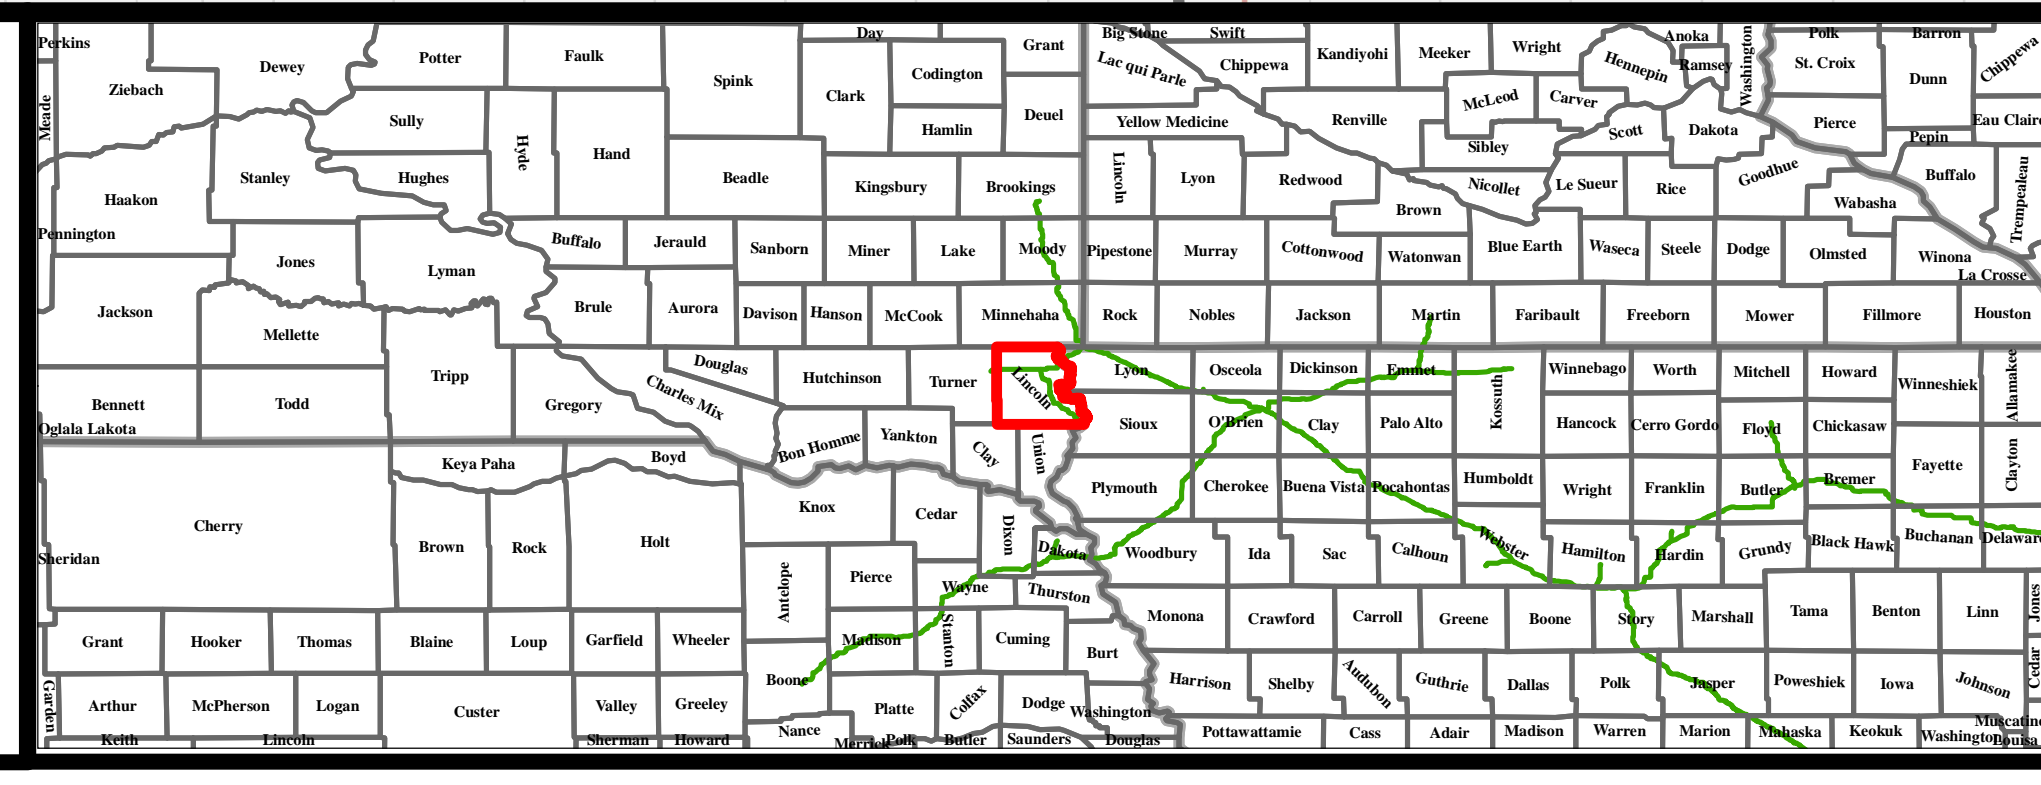 Perkins
Day
Big Stone
Swift
Anoka
Polk
Barron
Ziebach
Dewey
Potter
Faulk
Spink
Grant
Codington
Clark
Lac qui Parle
Chippewa
Kandiyohi
Meeker
Wright
Hennepin
Ramsey
Washington
St. Croix
Dunn
Chippewa
Meade
Sully
Hyde
Hand
Hamlin
Deuel
Yellow Medicine
Renville
McLeod
Carver
Scott
Dakota
Pierce
Eau Claire
Pepin
Haakon
Stanley
Hughes
Beadle
Kingsbury
Brookings
Lincoln
Lyon
Redwood
Sibley
Nicollet
Brown
Le Sueur
Rice
Goodhue
Wabasha
Buffalo
Trempealeau
Pennington
Jones
Lyman
Buffalo
Jerauld
Sanborn
Miner
Lake
Moody
Pipestone
Murray
Cottonwood
Watonwan
Blue Earth
Waseca
Steele
Dodge
Olmsted
Winona
La Crosse
Jackson
Mellette
Brule
Aurora
Davison
Hanson
McCook
Minnehaha
Rock
Nobles
Jackson
Martin
Faribault
Freeborn
Mower
Fillmore
Houston
Bennett
Todd
Tripp
Gregory
Charles Mix
Douglas
Hutchinson
Turner
Lincoln
Lyon
Osceola
Dickinson
Emmet
Kossuth
Winnebago
Worth
Mitchell
Howard
Winneshiek
Allamakee
Oglala Lakota
Keya Paha
Boyd
Bon Homme
Yankton
Clay
Union
Sioux
O'Brien
Clay
Palo Alto
Hancock
Cerro Gordo
Floyd
Chickasaw
Fayette
Clayton
Cherry
Sheridan
Brown
Rock
Holt
Knox
Cedar
Dixon
Dakota
Plymouth
Cherokee
Buena Vista
Pocahontas
Humboldt
Wright
Franklin
Butler
Bremer
Antelope
Pierce
Wayne
Thurston
Woodbury
Ida
Sac
Calhoun
Webster
Hamilton
Hardin
Grundy
Black Hawk
Buchanan
Delaware
Grant
Hooker
Thomas
Blaine
Loup
Garfield
Wheeler
Boone
Madison
Stanton
Cuming
Burt
Monona
Crawford
Carroll
Greene
Boone
Story
Marshall
Tama
Benton
Linn
Jones
Garden
Arthur
McPherson
Logan
Custer
Valley
Greeley
Nance
Platte
Colfax
Dodge
Washington
Harrison
Shelby
Audubon
Guthrie
Dallas
Polk
Jasper
Poweshiek
Iowa
Johnson
Cedar
Keith
Lincoln
Sherman
Howard
Merrick
Polk
Butler
Saunders
Douglas
Pottawattamie
Cass
Adair
Madison
Warren
Marion
Mahaska
Keokuk
Washington
Muscatine
Louisa